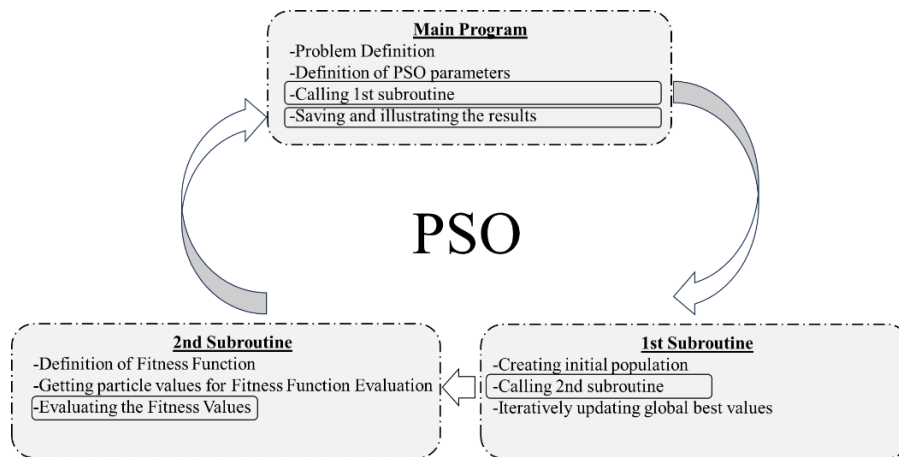 Main Program
-Problem Definition
-Definition of PSO parameters
-Calling 1st subroutine
-Saving and illustrating the results
PSO
2nd Subroutine
-Definition of Fitness Function
-Getting particle values for Fitness Function Evaluation
-Evaluating the Fitness Values
1st Subroutine
-Creating initial population
-Calling 2nd subroutine
-Iteratively updating global best values